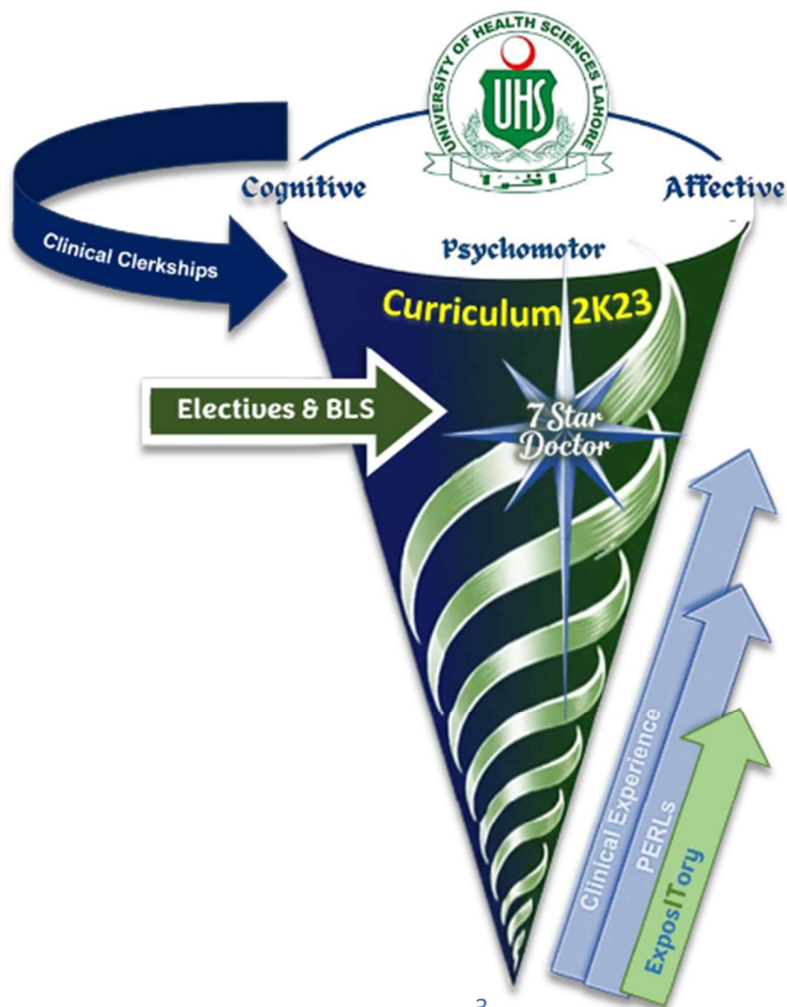 UNIVERSITY OF HEALTH SCIENCES LAHORE
UHS
Cognitive
Affective
Psychomotor
Clinical Clerkships
Curriculum 2K23
Electives & BLS
7 Star
Doctor
Clinical Experience
PERLs
ExposITory
3